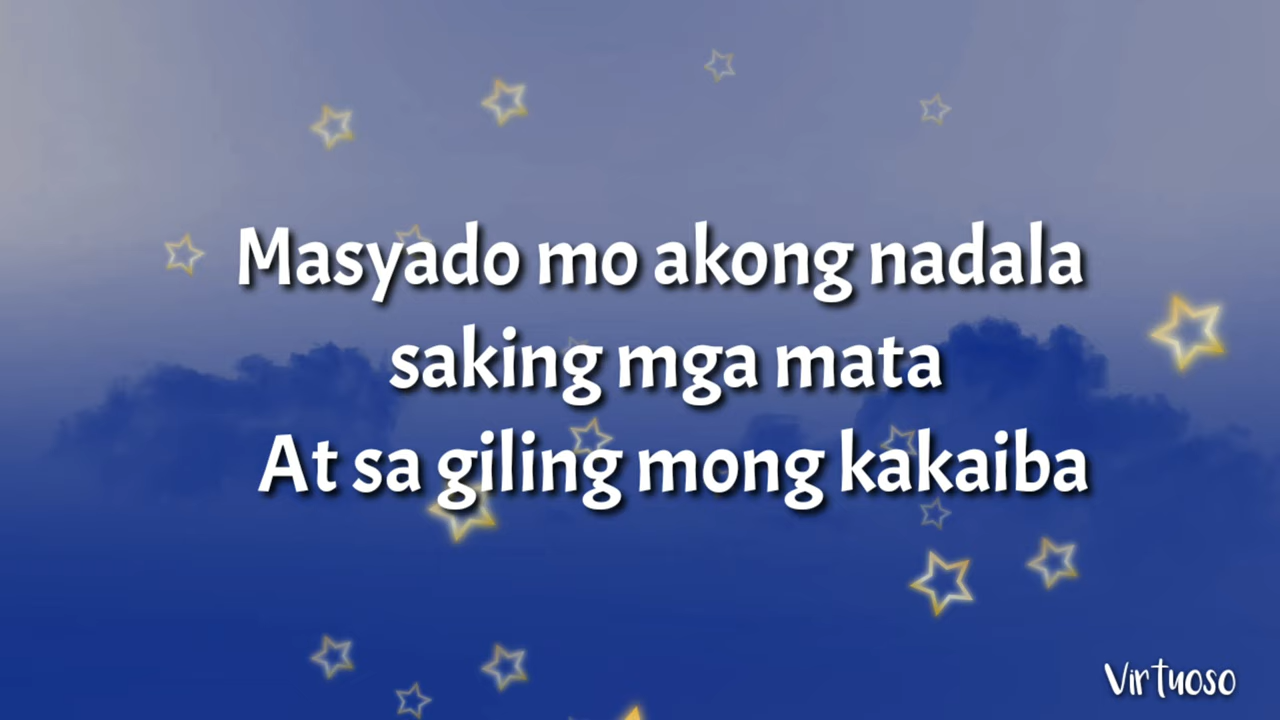 Masyado mo akong nadala
saking mga mata
At sa giling mong kakaiba
Virtuoso